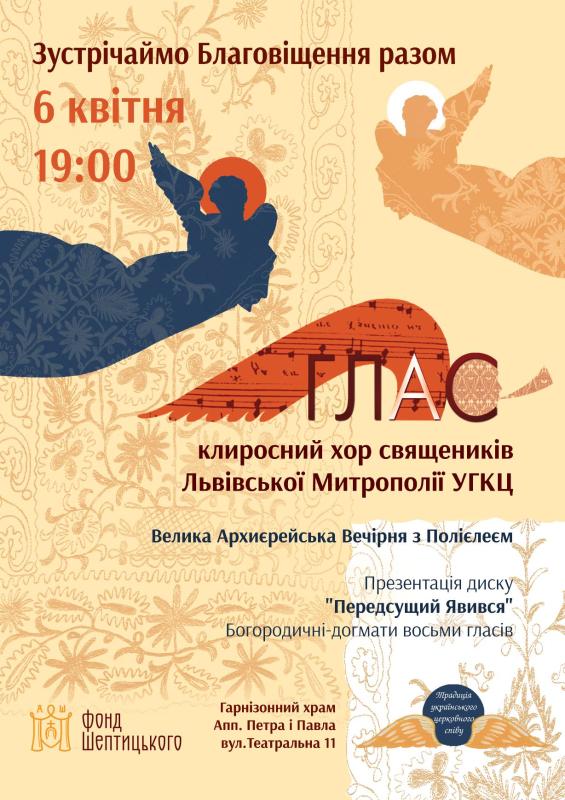 Зустрічаймо Благовіщення разом
6 квітня
19:00
ГЛАС
клиросний хор священиків
Львівської Митрополії УГКЦ
Велика Архиєрейська Вечірня з Полієлеєм
Презентація диску
"Передсущий Явився"
Богородичні-догмати восьми гласів
А Ш
Фонд
Шептицького
Гарнізонний храм
Апп. Петра і Павла
вул.Театральна 11
Традиція
українського
церковного
співу